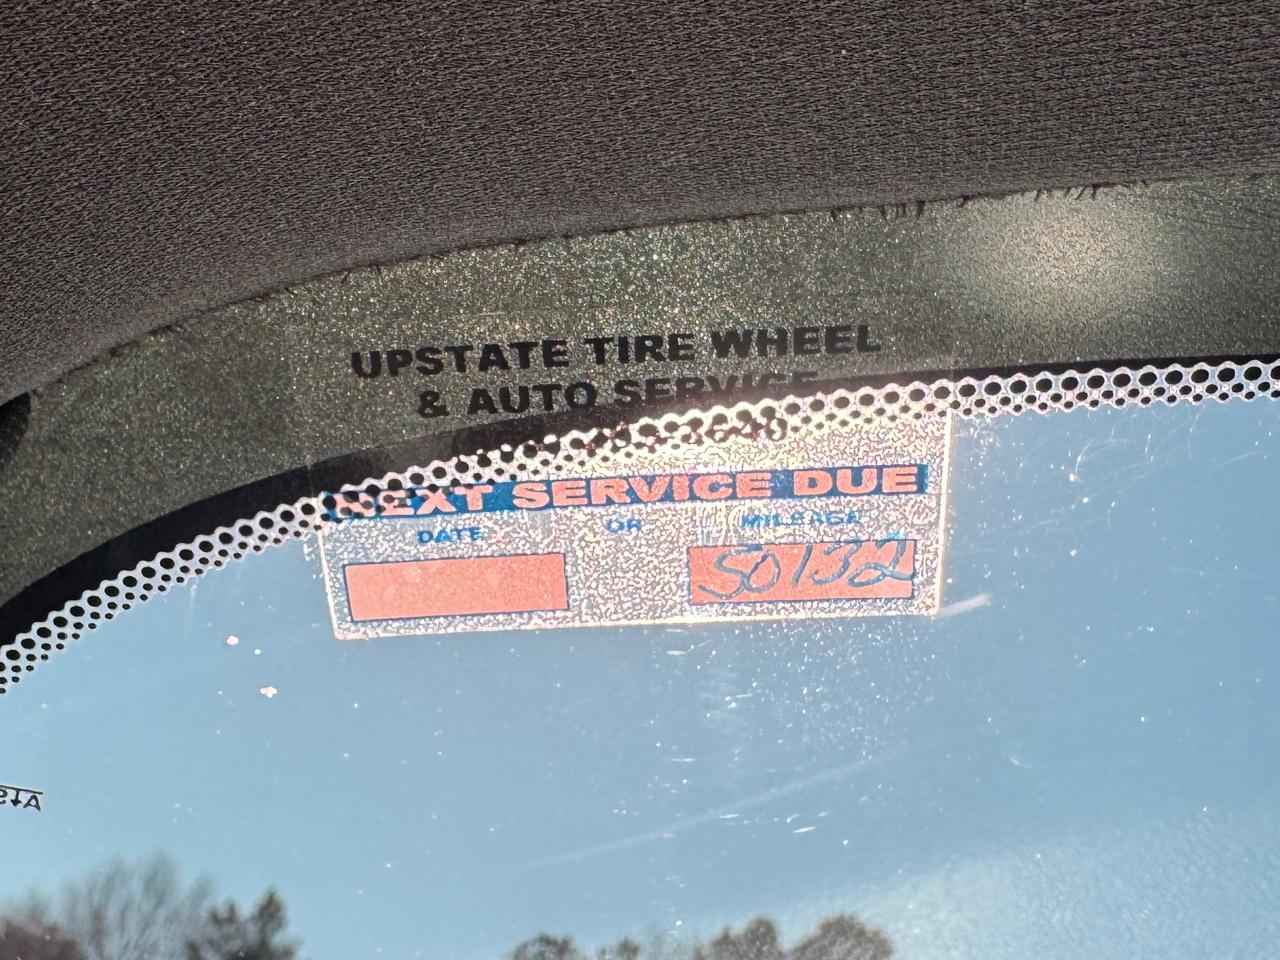 UPSTATE TIRE WHEEL
& AUTO SERVICE
NEXT SERVICE DUE
DATE OR MILEAGE
50132